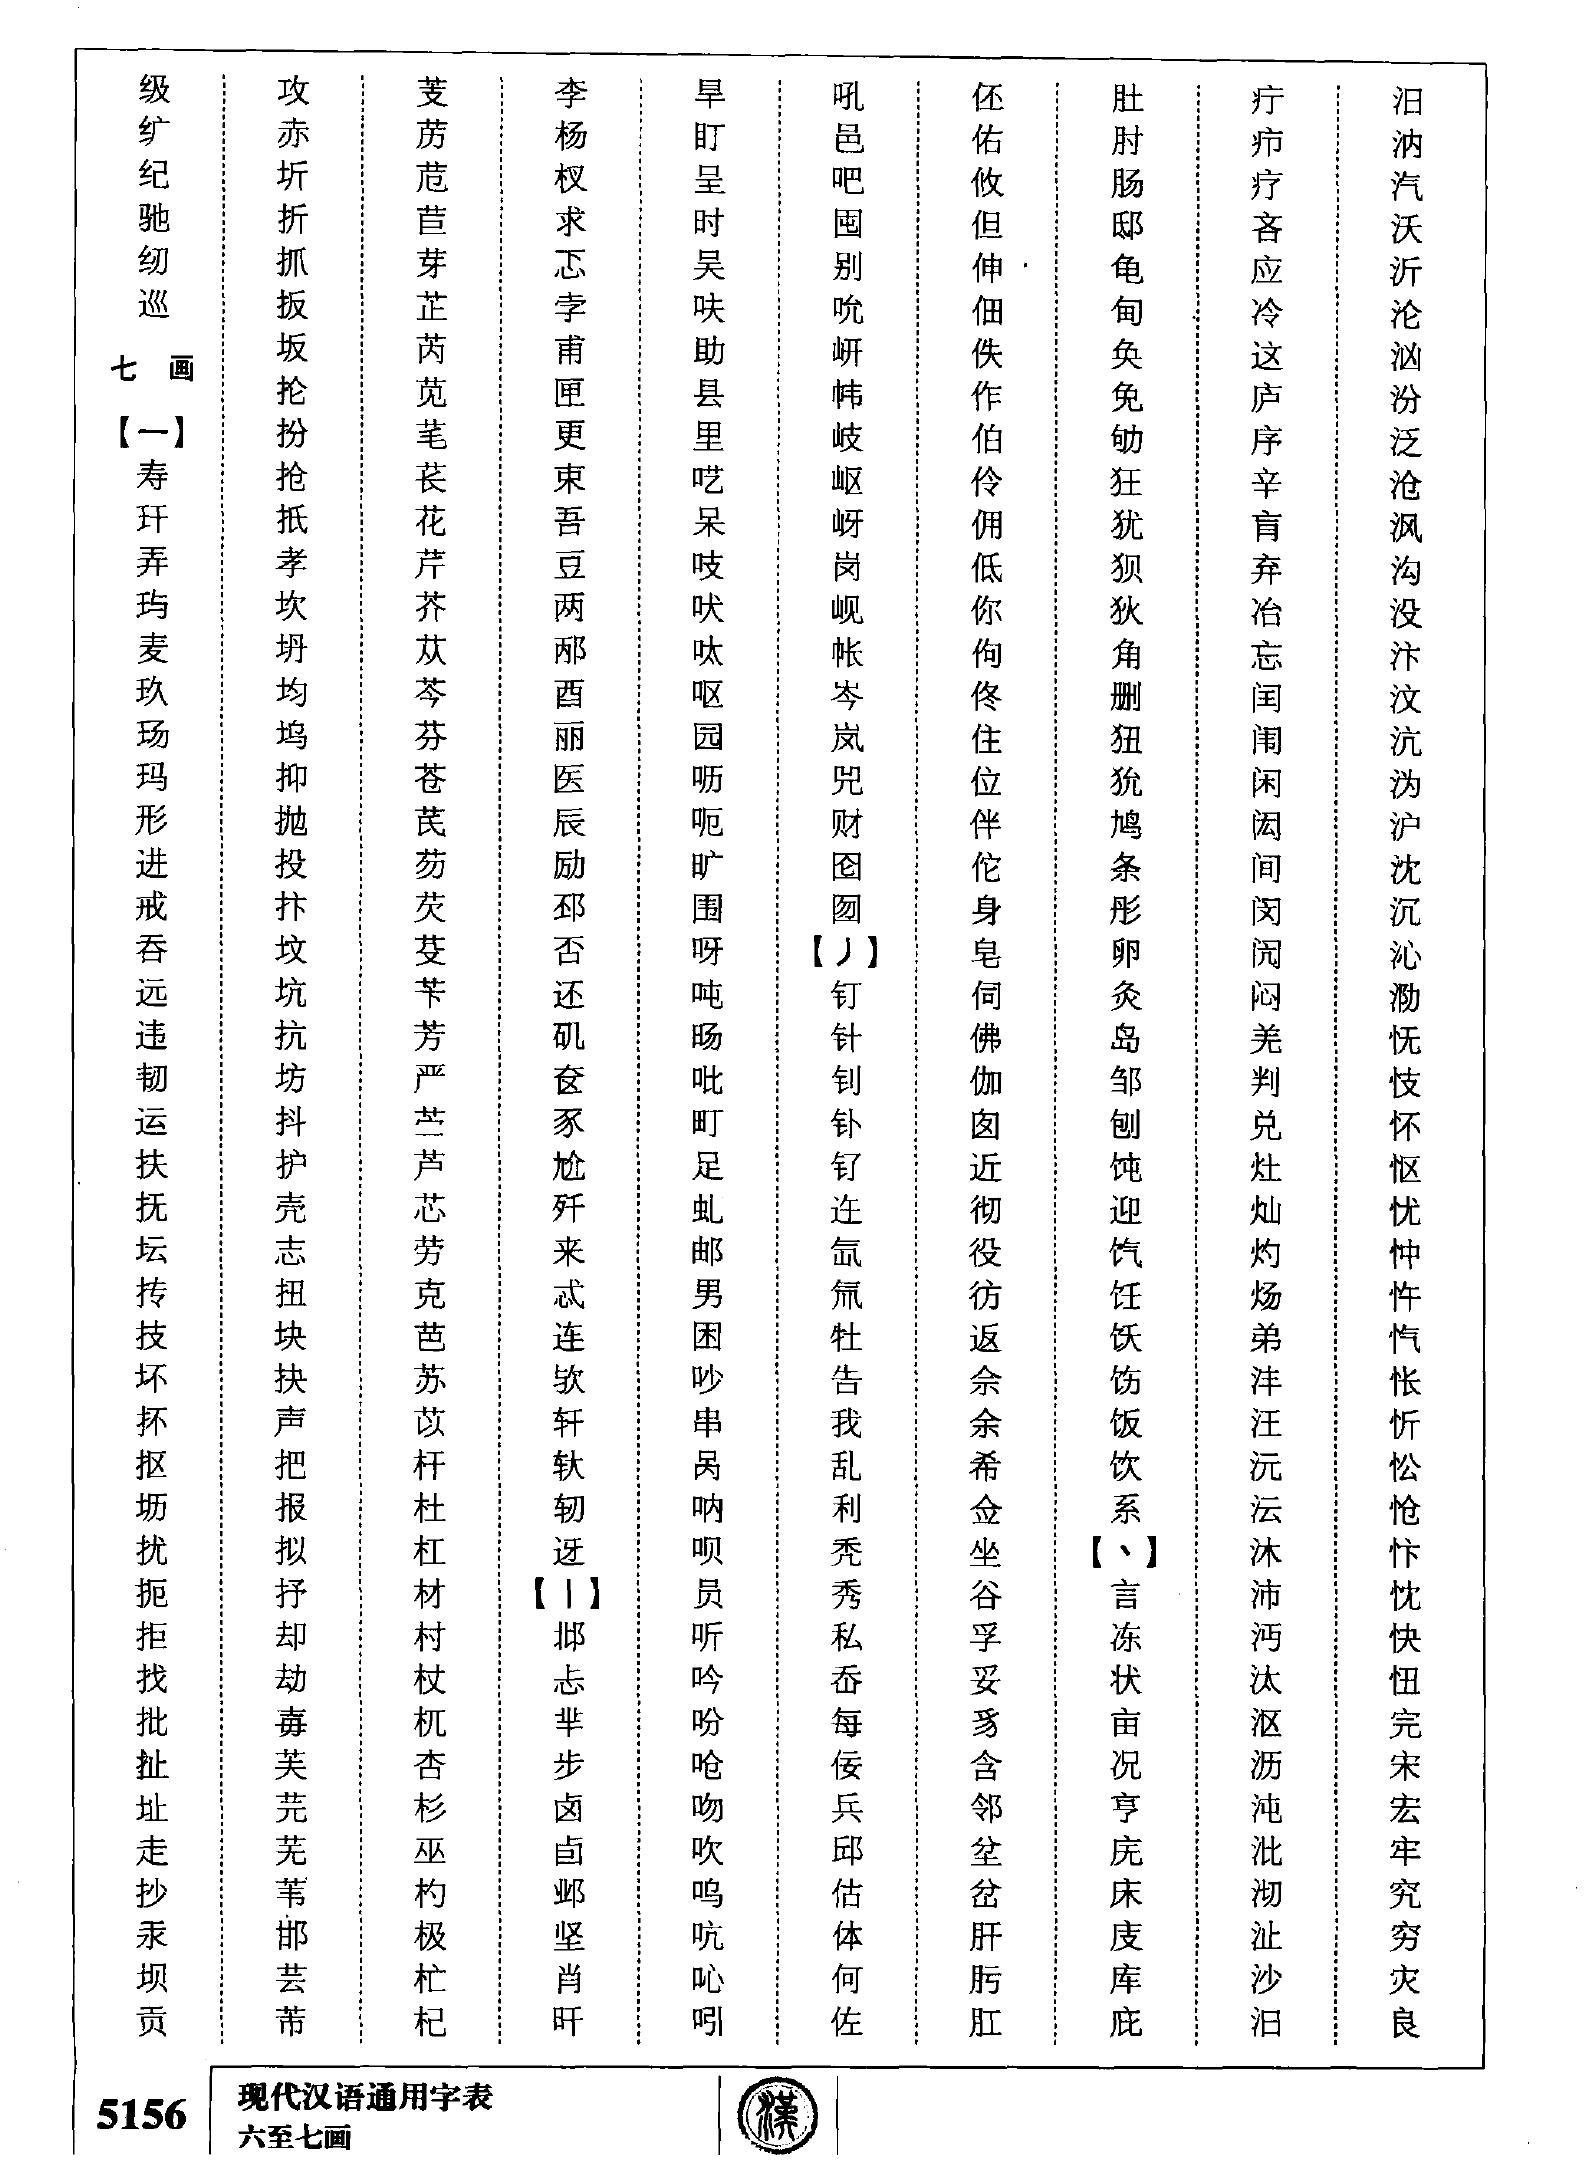 级纩纪驰纫巡
七 画
【一】
寿玕弄玙麦玖玚玛形进戒吞远违韧运扶抚坛抟技坏抔抠坜扰扼拒找批扯址走抄汞坝贡
攻赤圻折抓扳坂抡扮抢扺孝坎坍均坞抑抛投抃坟坑抗坊抖护壳志扭块抉声把报拟抒却劫毐芙芫芜苇邯芸芾
芰苈苊苣芽芷芮苋芼苌花芹芥苁芩芬苍芪芴芡芟苄芳严苎芦芯劳克芭苏苡杆杜杠材村杖杌杏杉巫杓极杧杞
李杨杈求忑孛甫匣更束吾豆两邴酉丽医辰励邳否还矶奁豕尬歼来忒连欤轩轪轫迓
【丨】
邶忐芈步卤卣邺坚肖旰
旱盯呈时吴呋助县里呓呆吱吠呔呕园呖呃旷围呀吨旸吡町足虬邮男困吵串呙呐呗员听吟吩呛吻吹呜吭吣吲
吼邑吧囤别吮岍帏岐岖岈岗岘帐岑岚兕财囵囫
【丿】
钉针钊钋钌迕氙氚牡告我乱利秃秀私岙每佞兵邱估体何佐
伾佑攸但伸佃佚作伯伶佣低你佝佟住位伴佗身皂伺佛伽囱近彻役彷返佘余希佥坐谷孚妥豸含邻坌岔肝肟肛
肚肘肠邸龟甸奂免劬狂犹狈狄角删狃狁鸠条彤卵灸岛邹刨饨迎饩饪饫饬饭饮系
【丶】
言冻状亩况亨庑床庋库庇
疔疖疗吝应冷这庐序辛肓弃冶忘闰闱闲闳间闵闶闷羌判兑灶灿灼炀弟沣汪沅沄沐沛沔汰沤沥沌沘沏沚沙汩
汨汭汽沃沂沦汹汾泛沧沨沟没汴汶沆沩沪沈沉沁泐怃忮怀怄忧忡忤忾怅忻忪怆忭忱快忸完宋宏牢究穷灾良
5156
现代汉语通用字表
六至七画
漢